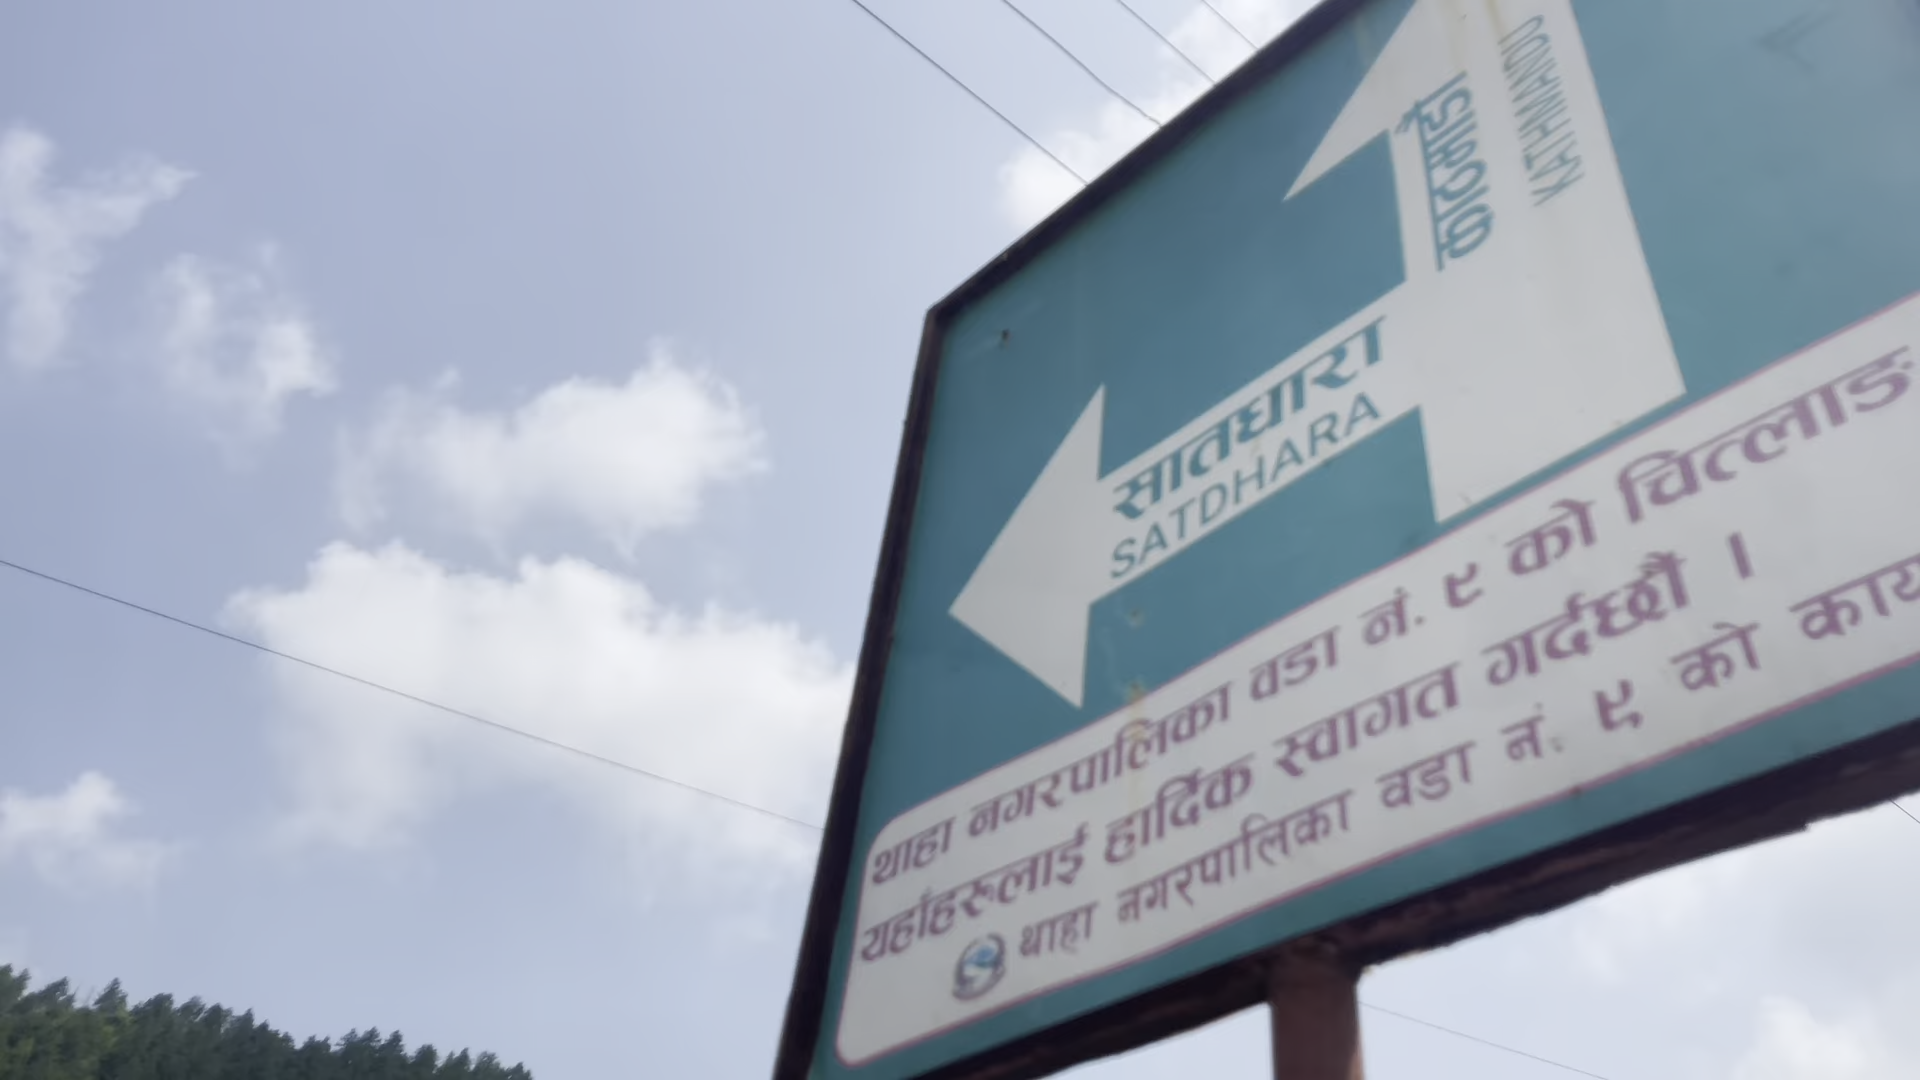 काठमाडौं
KATHMANDU
सातधारा
SATDHARA
थाहा नगरपालिका वडा नं. ९ को चित्लाङ
यहांहरुलाई हार्दिक स्वागत गर्दछौं ।
थाहा नगरपालिका वडा नं. ९ को